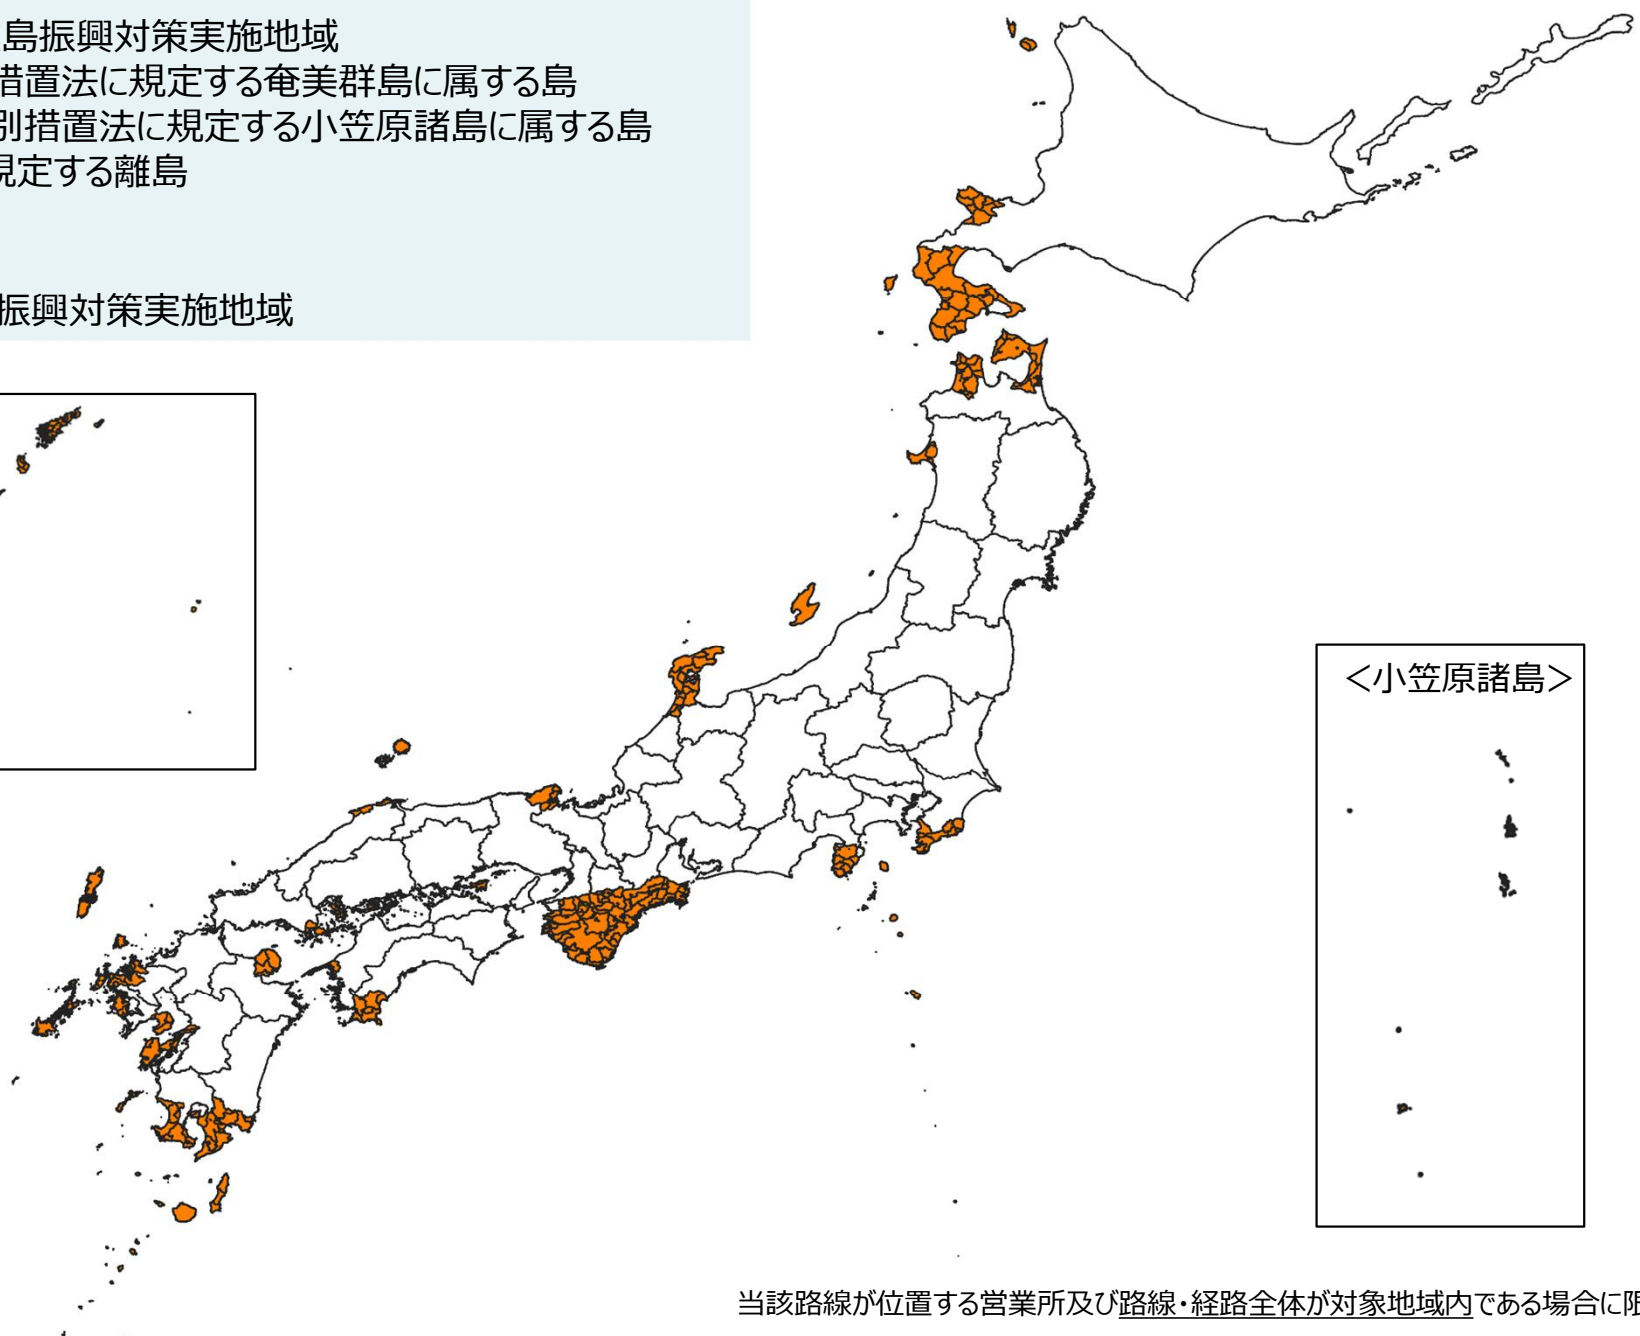 島振興対策実施地域
措置法に規定する奄美群島に属する島
別措置法に規定する小笠原諸島に属する島
規定する離島
振興対策実施地域
＜小笠原諸島＞
当該路線が位置する営業所及び路線・経路全体が対象地域内である場合に限